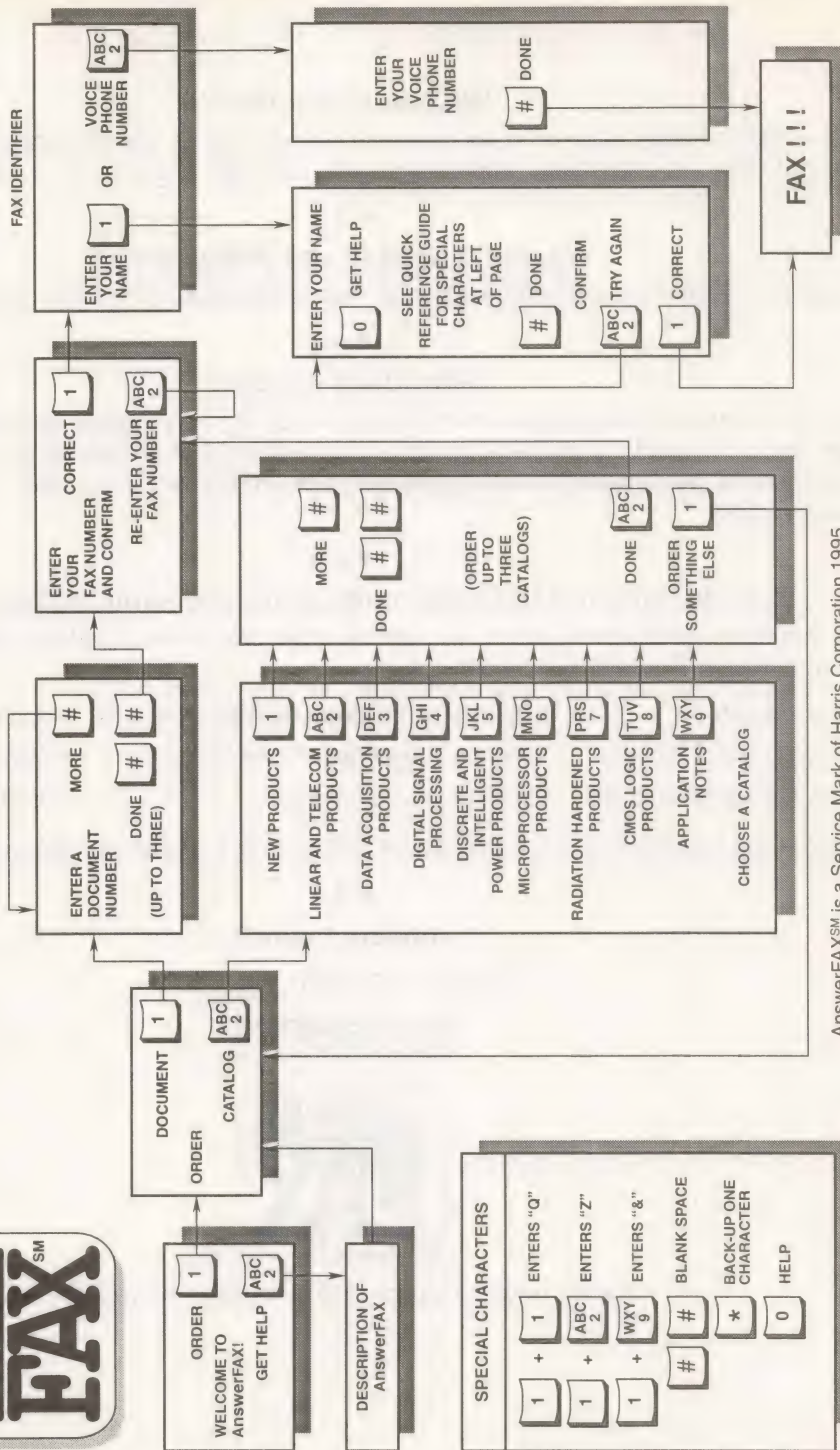 FAX SM
ORDER
1
WELCOME TO
AnswerFAX!
GET HELP
ABC
2
DESCRIPTION OF
AnswerFAX
DOCUMENT
1
ORDER
CATALOG
ABC
2
ENTER A
DOCUMENT
NUMBER
MORE
#
DONE
# #
(UP TO THREE)
ENTER
YOUR
FAX NUMBER
AND CONFIRM
CORRECT
1
RE-ENTER YOUR
FAX NUMBER
ABC
2
FAX IDENTIFIER
ENTER
YOUR
NAME
1
OR
VOICE
PHONE
NUMBER
ABC
2
NEW PRODUCTS
1
LINEAR AND TELECOM
PRODUCTS
ABC
2
DATA ACQUISITION
PRODUCTS
DEF
3
DIGITAL SIGNAL
PROCESSING
GHI
4
DISCRETE AND
INTELLIGENT
POWER PRODUCTS
JKL
5
MICROPROCESSOR
PRODUCTS
MNO
6
RADIATION HARDENED
PRODUCTS
PRS
7
CMOS LOGIC
PRODUCTS
TUV
8
APPLICATION
NOTES
WXY
9
CHOOSE A CATALOG
MORE
#
DONE
# #
(ORDER
UP TO
THREE
CATALOGS)
DONE
ABC
2
ORDER
SOMETHING
ELSE
1
ENTER YOUR NAME
0 GET HELP
SEE QUICK
REFERENCE GUIDE
FOR SPECIAL
CHARACTERS
AT LEFT
OF PAGE
# DONE
CONFIRM
ABC
2 TRY AGAIN
1 CORRECT
ENTER
YOUR
VOICE
PHONE
NUMBER
# DONE
FAX ! ! !
SPECIAL CHARACTERS
1 + 1 ENTERS “Q”
1 + ABC 2 ENTERS “Z”
1 + WXY 9 ENTERS “&”
# # BLANK SPACE
* BACK-UP ONE
CHARACTER
0 HELP
AnswerFAX SM is a Service Mark of Harris Corporation 1995